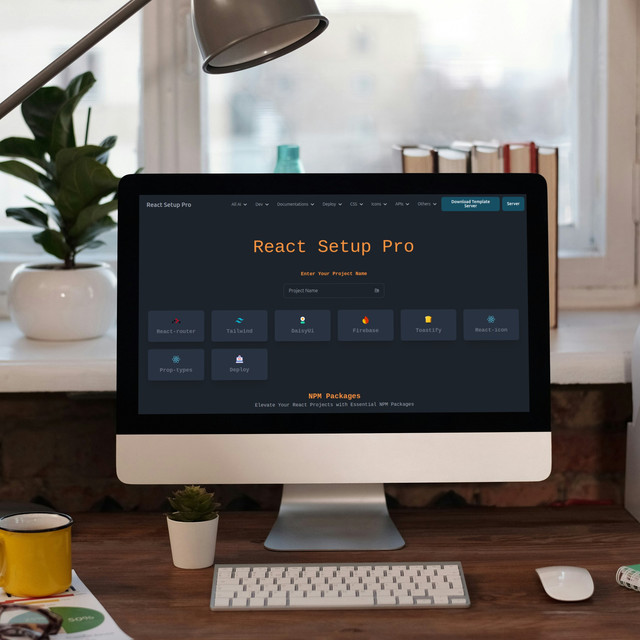 React Setup Pro
All AI Dev Documentations Deploy CSS Icons APIs Others
Download Template
Server
Server
React Setup Pro
Enter Your Project Name
Project Name
React-router
Tailwind
DaisyUi
Firebase
Toastify
React-icon
Prop-types
Deploy
NPM Packages
Elevate Your React Projects with Essential NPM Packages
50%